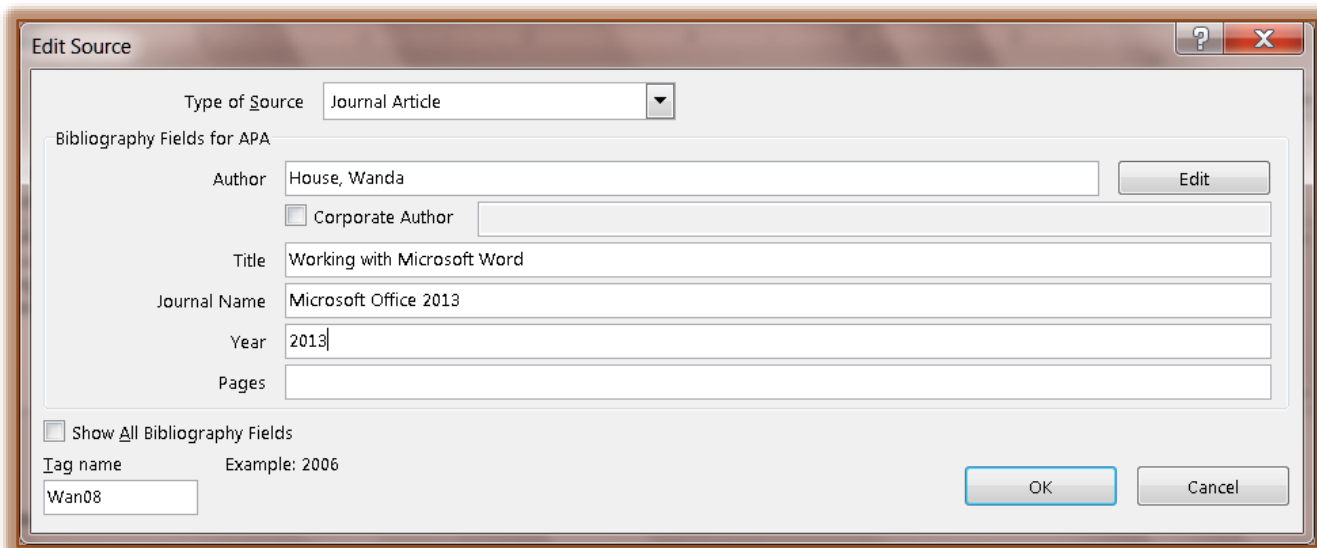 Edit Source
Type of Source Journal Article
Bibliography Fields for APA
Author House, Wanda Edit
Corporate Author
Title Working with Microsoft Word
Journal Name Microsoft Office 2013
Year 2013
Pages
Show All Bibliography Fields
Tag name Example: 2006
Wan08 OK Cancel